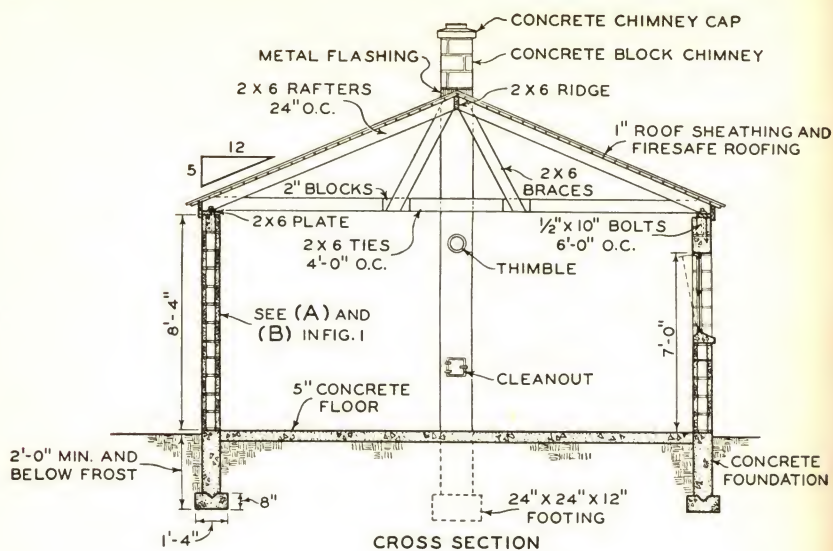 CONCRETE CHIMNEY CAP
METAL FLASHING
CONCRETE BLOCK CHIMNEY
2 X 6 RAFTERS
24" O.C.
2 X 6 RIDGE
1" ROOF SHEATHING AND
FIRESAFE ROOFING
12
5
2" BLOCKS
2 X 6
BRACES
2 X 6 PLATE
2 X 6 TIES
4'-0" O.C.
½" X 10" BOLTS
6'-0" O.C.
THIMBLE
8'-4"
SEE (A) AND
(B) IN FIG. 1
7'-0"
CLEANOUT
5" CONCRETE
FLOOR
2'-0" MIN. AND
BELOW FROST
CONCRETE
FOUNDATION
8"
24" X 24" X 12"
FOOTING
1'-4"
CROSS SECTION